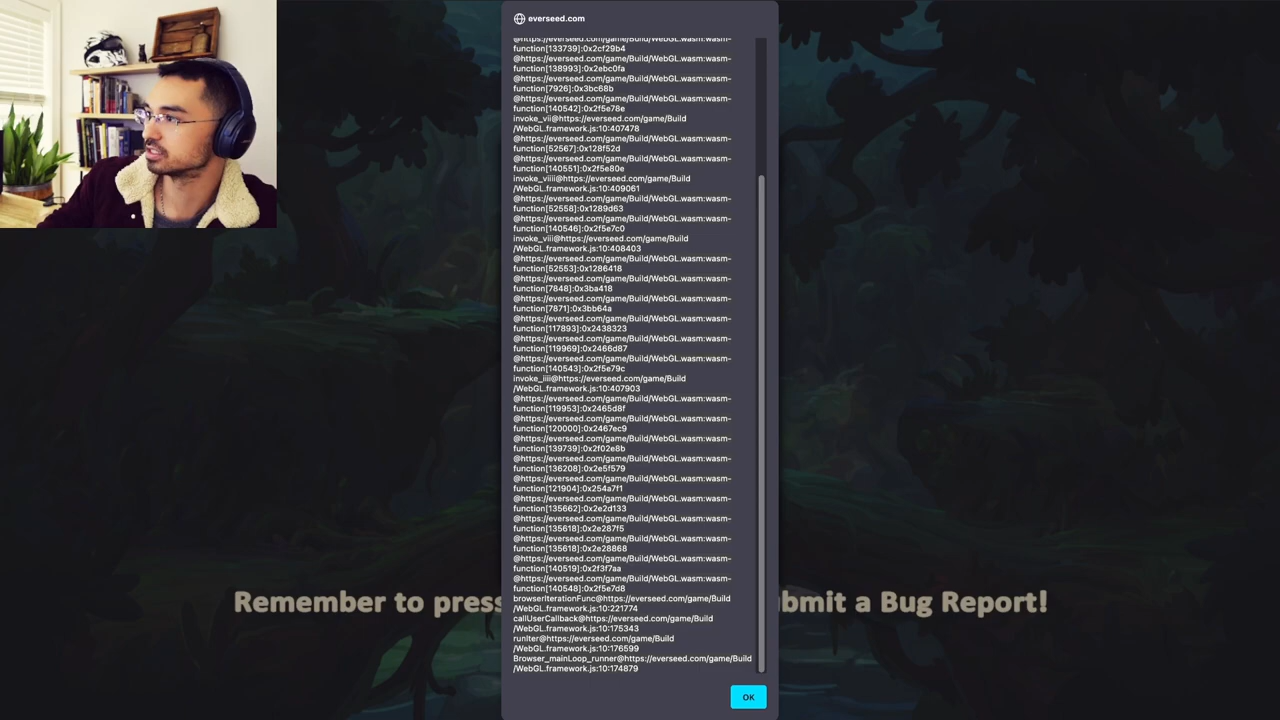 everseed.com
@https://everseed.com/game/Build/WebGL.wasm:wasm-
function[133739]:0x2cf29b4
@https://everseed.com/game/Build/WebGL.wasm:wasm-
function[138993]:0x2ebc0fa
@https://everseed.com/game/Build/WebGL.wasm:wasm-
function[7926]:0x3bc68b
@https://everseed.com/game/Build/WebGL.wasm:wasm-
function[140542]:0x2f5e78e
invoke_vii@https://everseed.com/game/Build
/WebGL.framework.js:10:407478
@https://everseed.com/game/Build/WebGL.wasm:wasm-
function[52567]:0x128f52d
@https://everseed.com/game/Build/WebGL.wasm:wasm-
function[140551]:0x2f5e80e
invoke_viiii@https://everseed.com/game/Build
/WebGL.framework.js:10:409061
@https://everseed.com/game/Build/WebGL.wasm:wasm-
function[52558]:0x1289d63
@https://everseed.com/game/Build/WebGL.wasm:wasm-
function[140546]:0x2f5e7c0
invoke_viii@https://everseed.com/game/Build
/WebGL.framework.js:10:408403
@https://everseed.com/game/Build/WebGL.wasm:wasm-
function[52553]:0x1286418
@https://everseed.com/game/Build/WebGL.wasm:wasm-
function[7848]:0x3ba418
@https://everseed.com/game/Build/WebGL.wasm:wasm-
function[7871]:0x3bb64a
@https://everseed.com/game/Build/WebGL.wasm:wasm-
function[117893]:0x2438323
@https://everseed.com/game/Build/WebGL.wasm:wasm-
function[119969]:0x2466d87
@https://everseed.com/game/Build/WebGL.wasm:wasm-
function[140543]:0x2f5e79c
invoke_iiii@https://everseed.com/game/Build
/WebGL.framework.js:10:407903
@https://everseed.com/game/Build/WebGL.wasm:wasm-
function[119953]:0x2465d8f
@https://everseed.com/game/Build/WebGL.wasm:wasm-
function[120000]:0x2467ec9
@https://everseed.com/game/Build/WebGL.wasm:wasm-
function[139739]:0x2f02e8b
@https://everseed.com/game/Build/WebGL.wasm:wasm-
function[136208]:0x2e5f579
@https://everseed.com/game/Build/WebGL.wasm:wasm-
function[121904]:0x254a7f1
@https://everseed.com/game/Build/WebGL.wasm:wasm-
function[135662]:0x2e2d133
@https://everseed.com/game/Build/WebGL.wasm:wasm-
function[135618]:0x2e287f5
@https://everseed.com/game/Build/WebGL.wasm:wasm-
function[135618]:0x2e28868
@https://everseed.com/game/Build/WebGL.wasm:wasm-
function[140519]:0x2f3f7aa
@https://everseed.com/game/Build/WebGL.wasm:wasm-
function[140548]:0x2f5e7d8
browserIterationFunc@https://everseed.com/game/Build
/WebGL.framework.js:10:221774
callUserCallback@https://everseed.com/game/Build
/WebGL.framework.js:10:175343
runIter@https://everseed.com/game/Build
/WebGL.framework.js:10:176599
Browser_mainLoop_runner@https://everseed.com/game/Build
/WebGL.framework.js:10:174879
Remember to press bmit a Bug Report!
OK